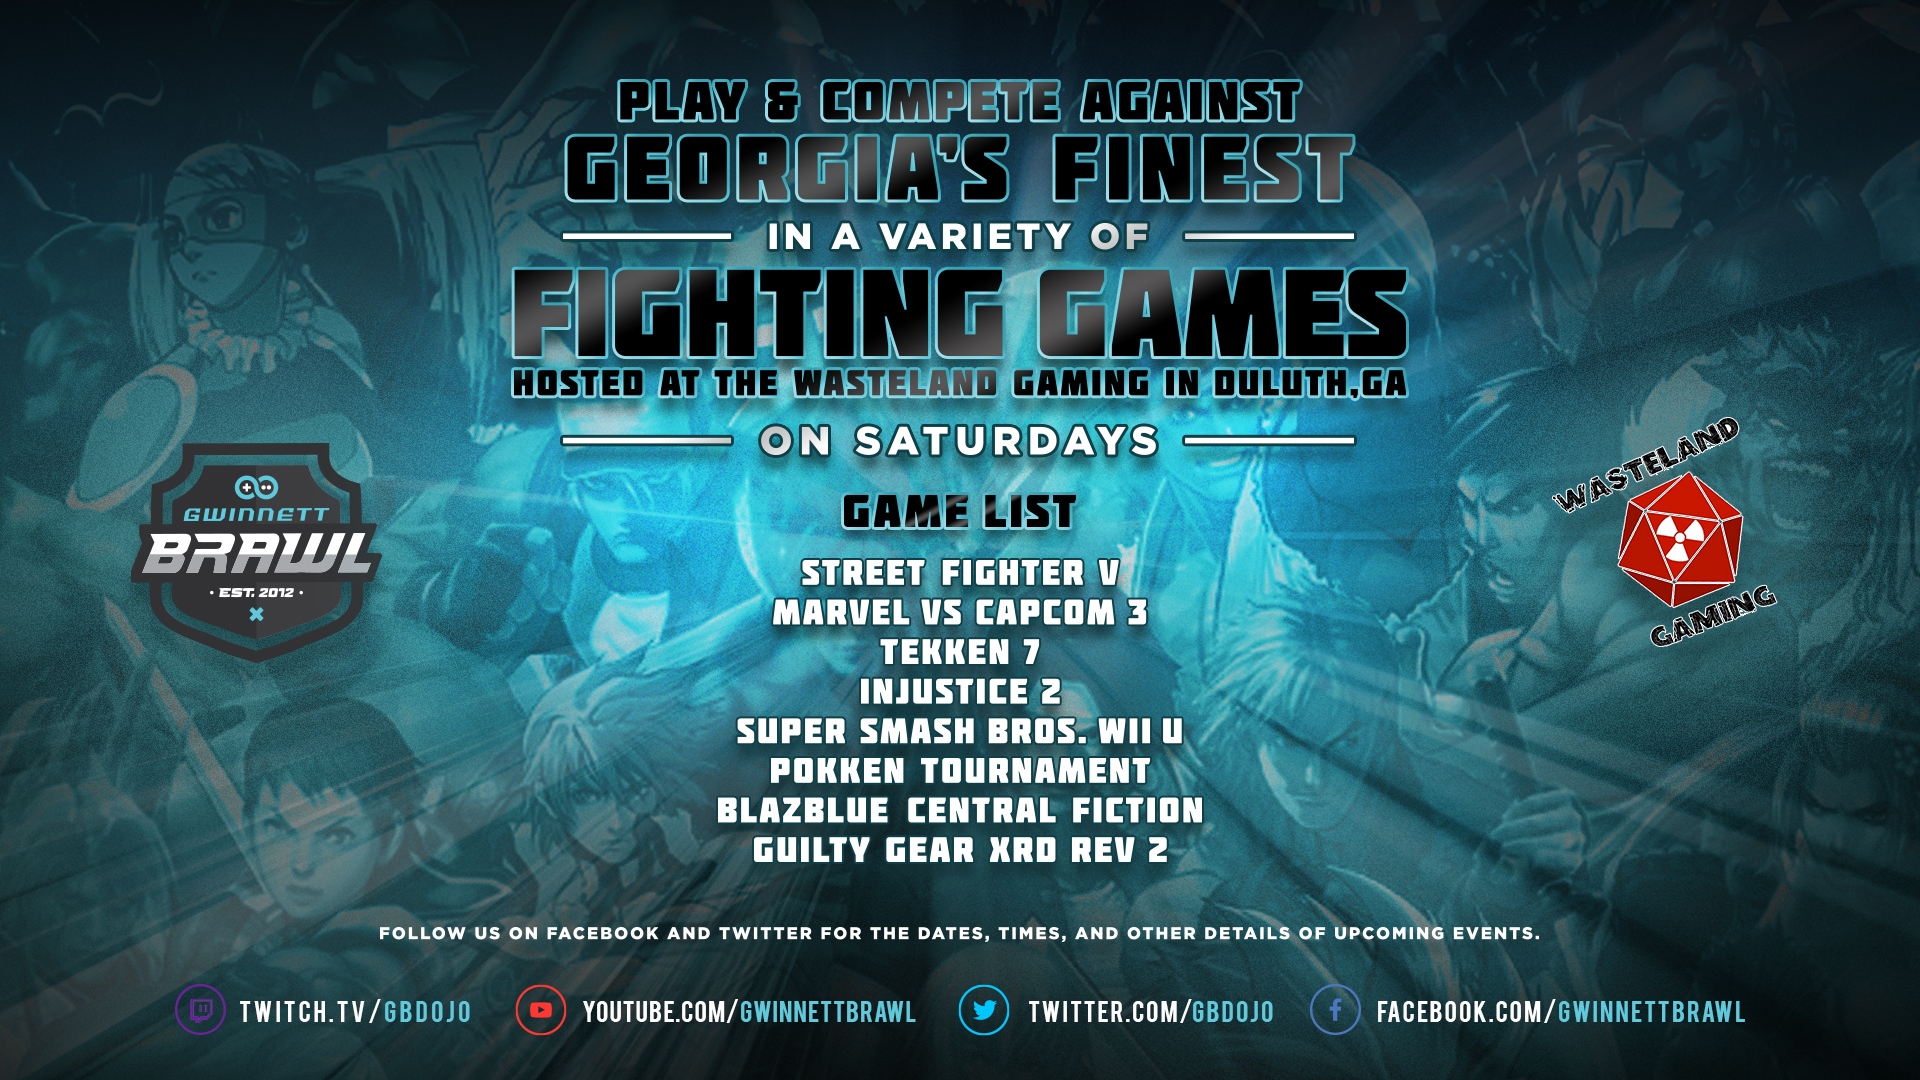 PLAY & COMPETE AGAINST
GEORGIA'S FINEST
IN A VARIETY OF
FIGHTING GAMES
HOSTED AT THE WASTELAND GAMING IN DULUTH,GA
ON SATURDAYS
GWINNETT
BRAWL
• EST. 2012 •
WASTELAND
GAMING
GAME LIST
STREET FIGHTER V
MARVEL VS CAPCOM 3
TEKKEN 7
INJUSTICE 2
SUPER SMASH BROS. WII U
POKKEN TOURNAMENT
BLAZBLUE CENTRAL FICTION
GUILTY GEAR XRD REV 2
FOLLOW US ON FACEBOOK AND TWITTER FOR THE DATES, TIMES, AND OTHER DETAILS OF UPCOMING EVENTS.
TWITCH.TV/GBDOJO YOUTUBE.COM/GWINNETTBRAWL TWITTER.COM/GBDOJO FACEBOOK.COM/GWINNETTBRAWL